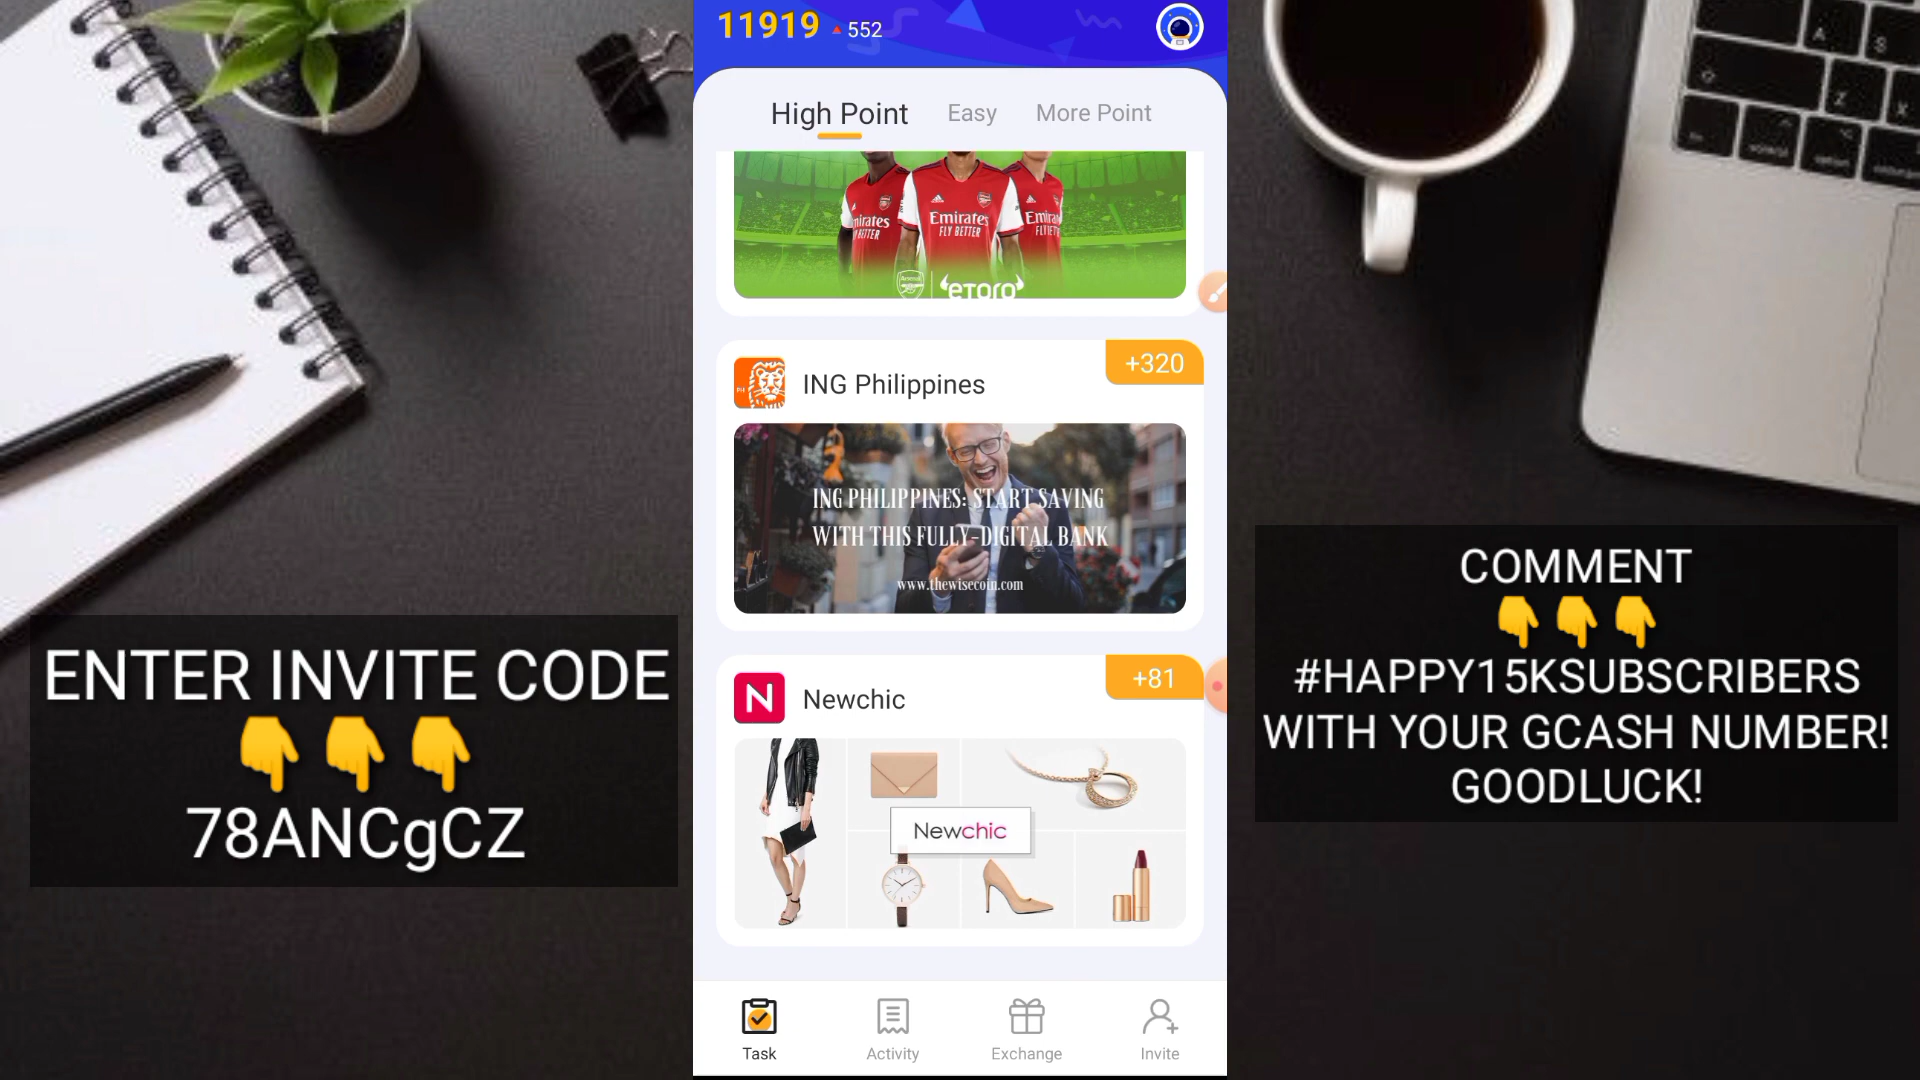 11919 ▲ 552
High Point Easy More Point
Emirates
FLY BETTER
Arsenal
eToro
+320
ING Philippines
ING PHILIPPINES: START SAVING
WITH THIS FULLY-DIGITAL BANK
www.thewisecoin.com
+81
N Newchic
Newchic
Task Activity Exchange Invite
ENTER INVITE CODE
👇👇👇
78ANCgCZ
COMMENT
👇👇👇
#HAPPY15KSUBSCRIBERS
WITH YOUR GCASH NUMBER!
GOODLUCK!
A
S
Z
X